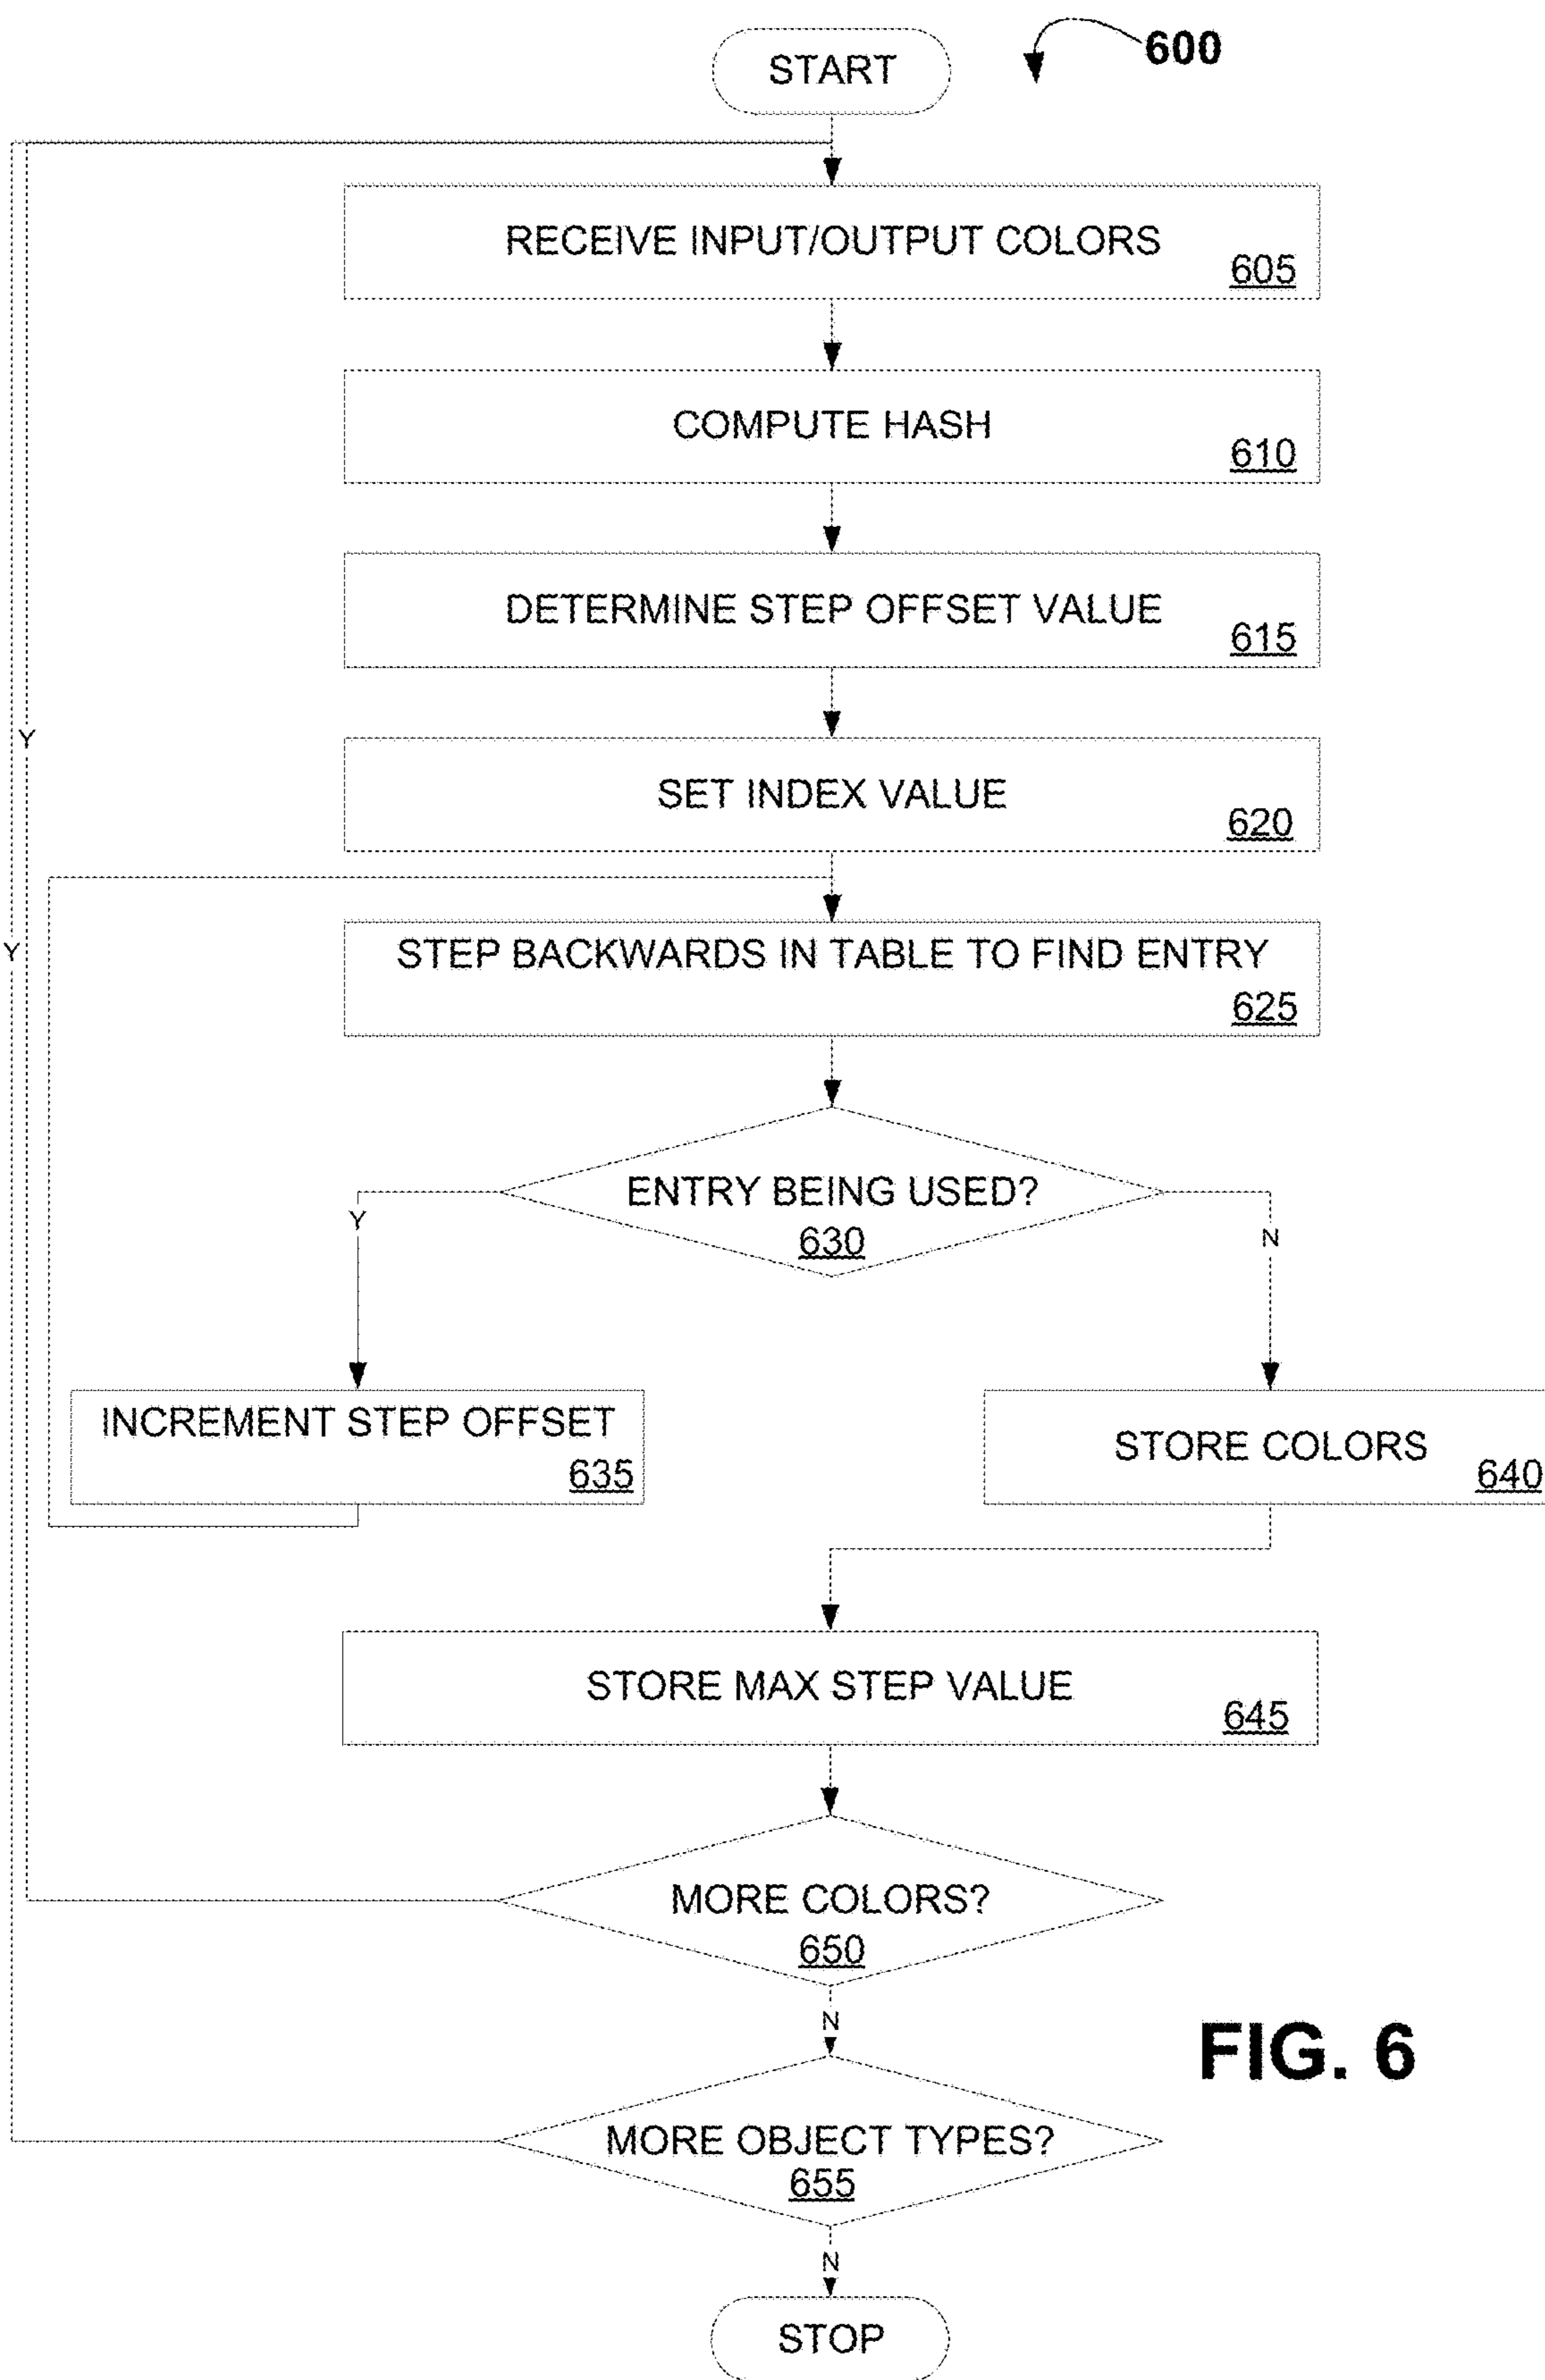 START
600
RECEIVE INPUT/OUTPUT COLORS
605
COMPUTE HASH
610
DETERMINE STEP OFFSET VALUE
615
Y
SET INDEX VALUE
620
Y
STEP BACKWARDS IN TABLE TO FIND ENTRY
625
ENTRY BEING USED?
630
Y
N
INCREMENT STEP OFFSET
635
STORE COLORS
640
STORE MAX STEP VALUE
645
MORE COLORS?
650
N
FIG. 6
MORE OBJECT TYPES?
655
N
STOP